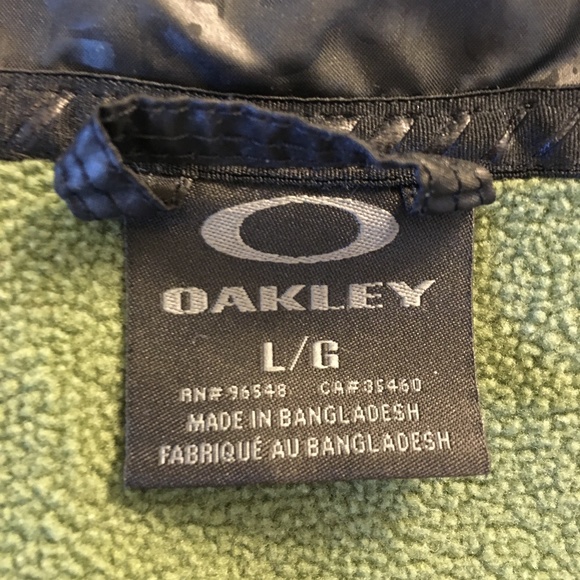 OAKLEY
L/G
RN# 96548 CA# 35460
MADE IN BANGLADESH
FABRIQUÉ AU BANGLADESH